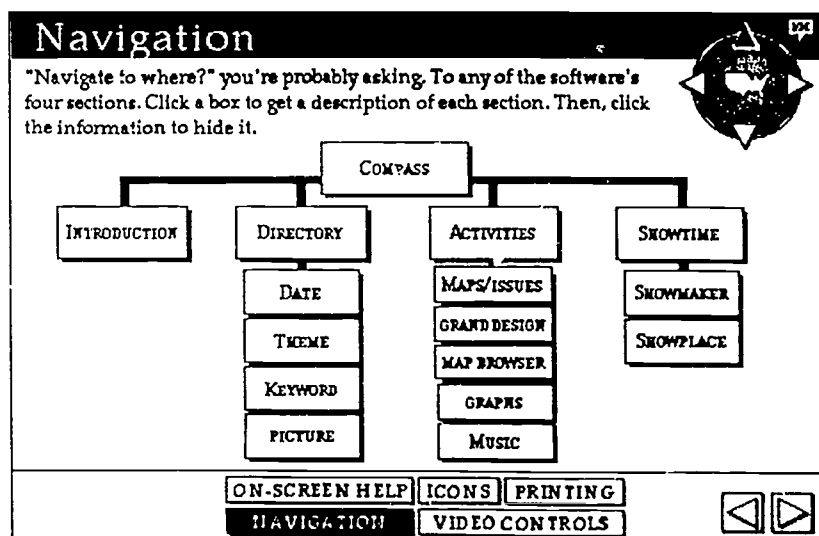 Navigation
"Navigate to where?" you're probably asking. To any of the software's
four sections. Click a box to get a description of each section. Then, click
the information to hide it.
COMPASS
INTRODUCTION
DIRECTORY
ACTIVITIES
SHOWTIME
DATE
MAPS/ISSUES
SHOWMAKER
THEME
GRAND DESIGN
SHOWPLACE
KEYWORD
MAP BROWSER
PICTURE
GRAPHS
MUSIC
ON-SCREEN HELP ICONS PRINTING
NAVIGATION VIDEO CONTROLS